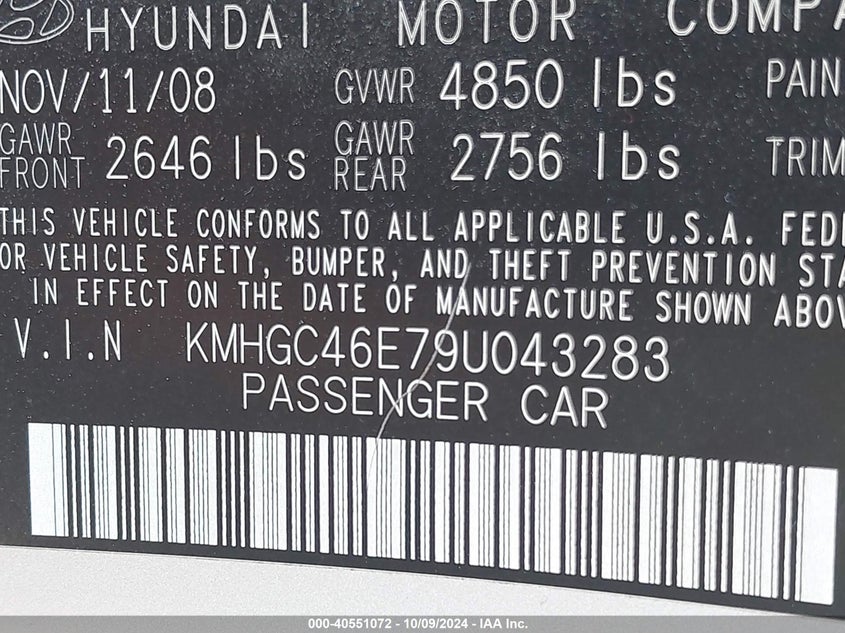 HYUNDAI MOTOR COMPA
NOV/11/08 GVWR 4850 lbs PAIN
GAWR FRONT 2646 lbs GAWR REAR 2756 lbs TRIM
THIS VEHICLE CONFORMS TO ALL APPLICABLE U.S.A. FEDE
OR VEHICLE SAFETY, BUMPER, AND THEFT PREVENTION STA
IN EFFECT ON THE DATE OF MANUFACTURE SHOWN ABOV
V.I.N KMHGC46E79U043283
PASSENGER CAR
000-40551072 - 10/09/2024 - IAA Inc.